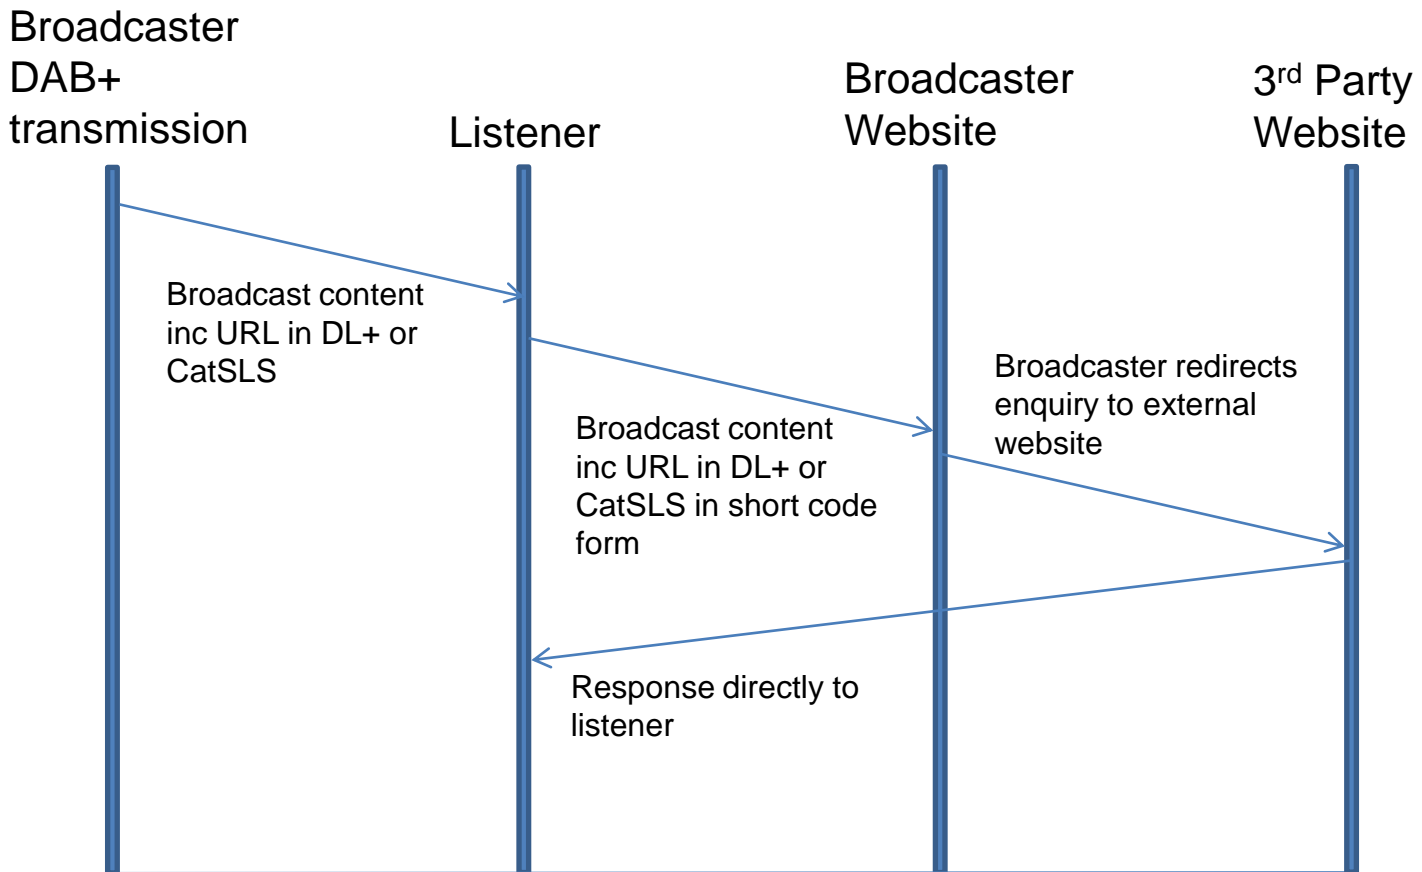 Broadcaster
DAB+
transmission
Listener
Broadcaster
Website
3rd Party
Website
Broadcast content
inc URL in DL+ or
CatSLS
Broadcast content
inc URL in DL+ or
CatSLS in short code
form
Broadcaster redirects
enquiry to external
website
Response directly to
listener